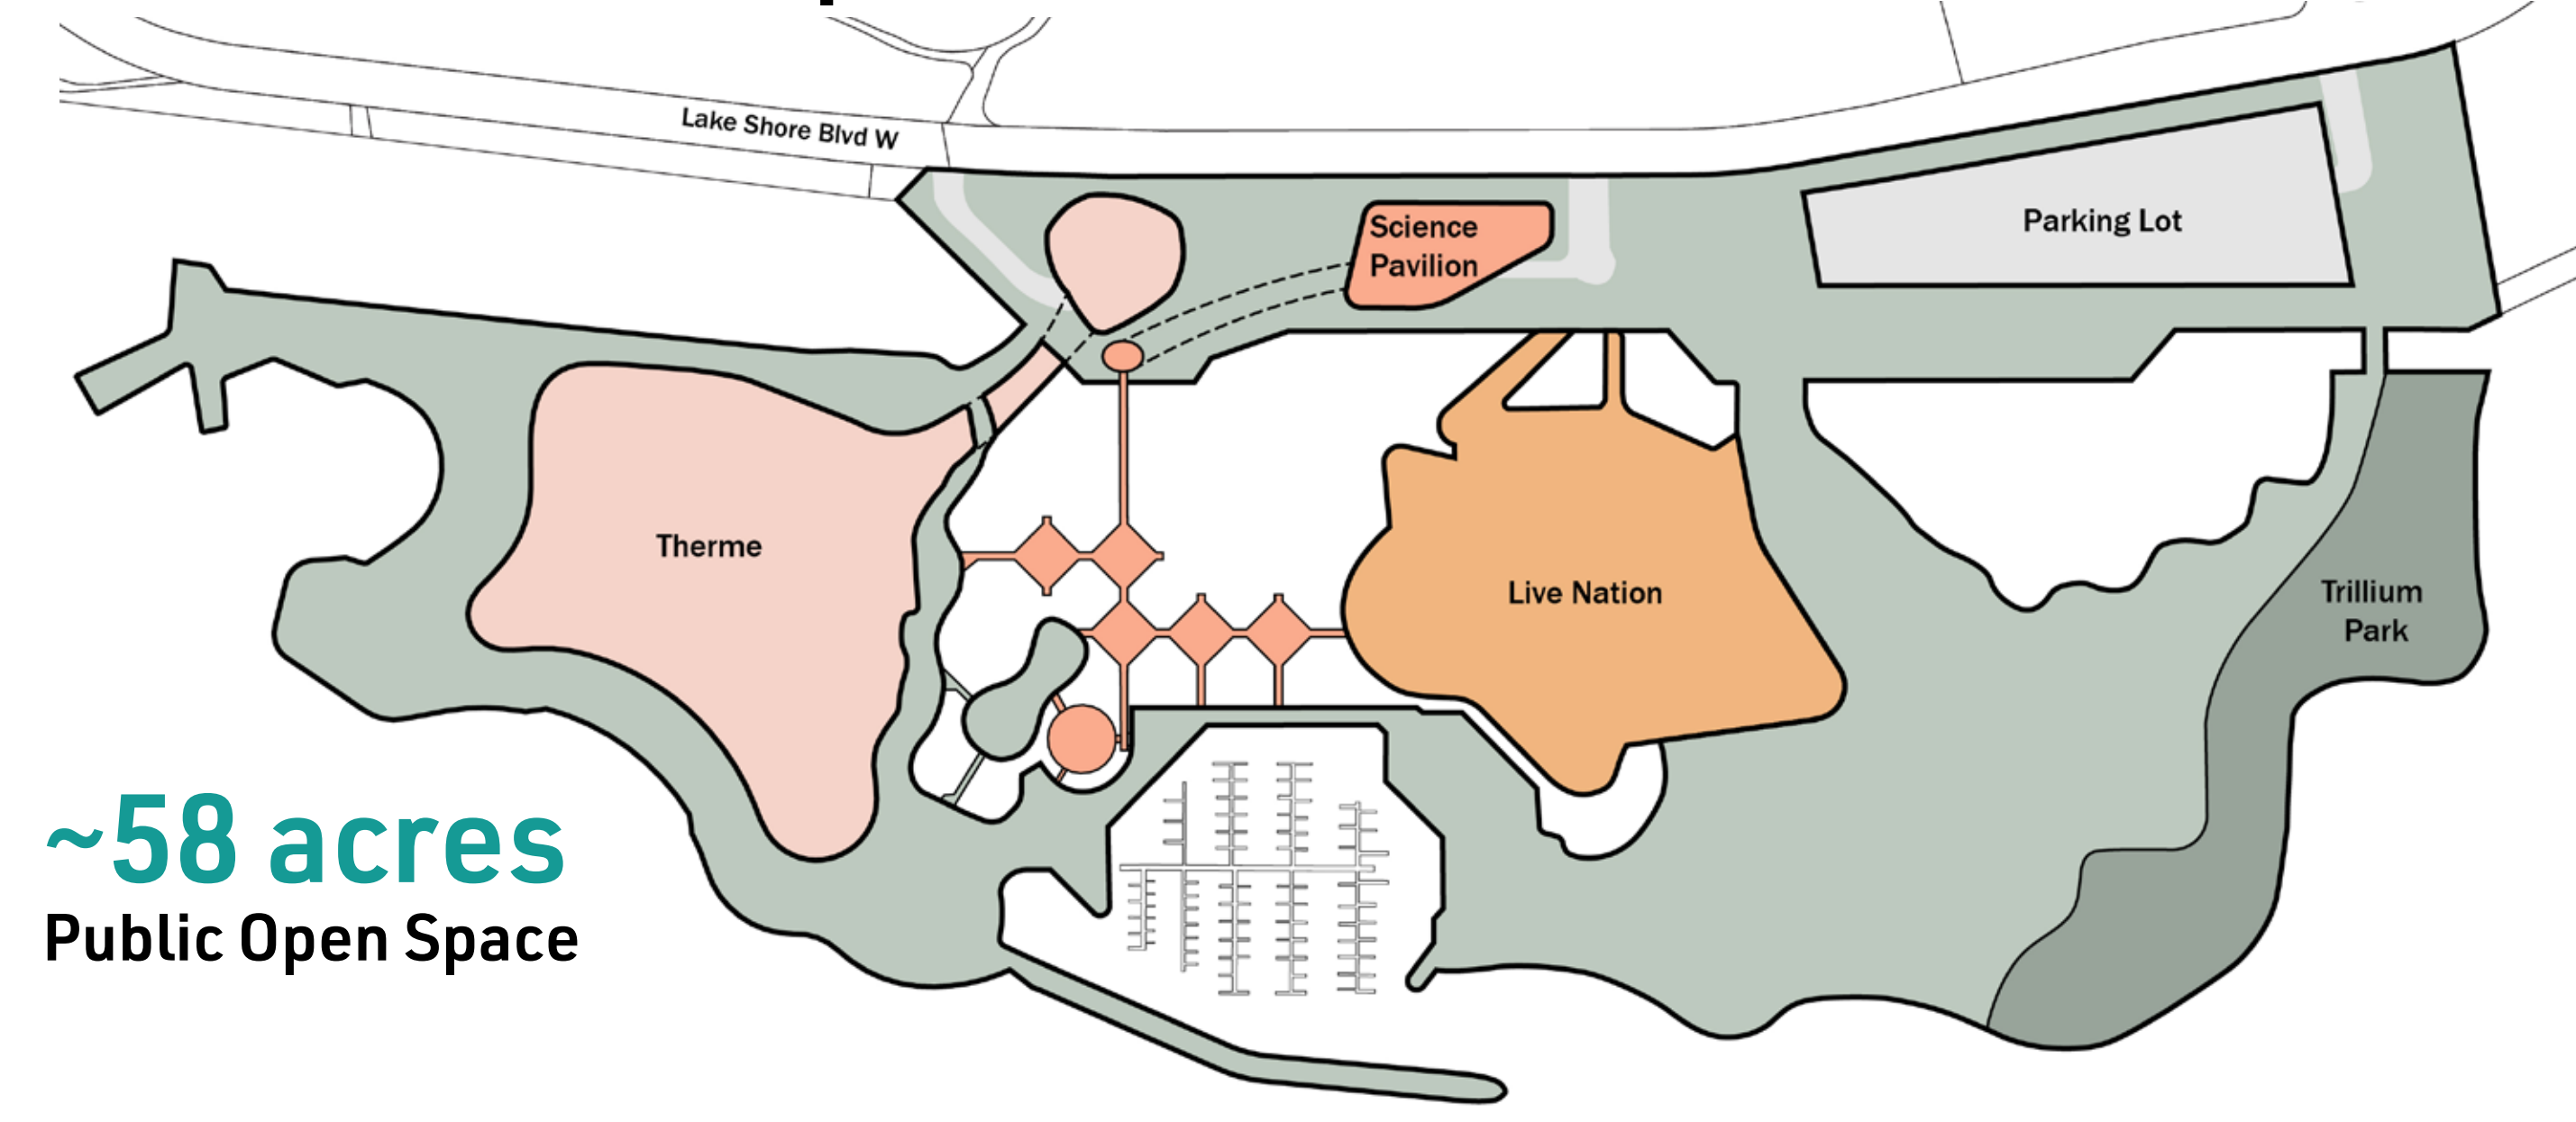 Lake Shore Blvd W
Science
Pavilion
Parking Lot
Therme
Live Nation
Trillium
Park
~58 acres
Public Open Space